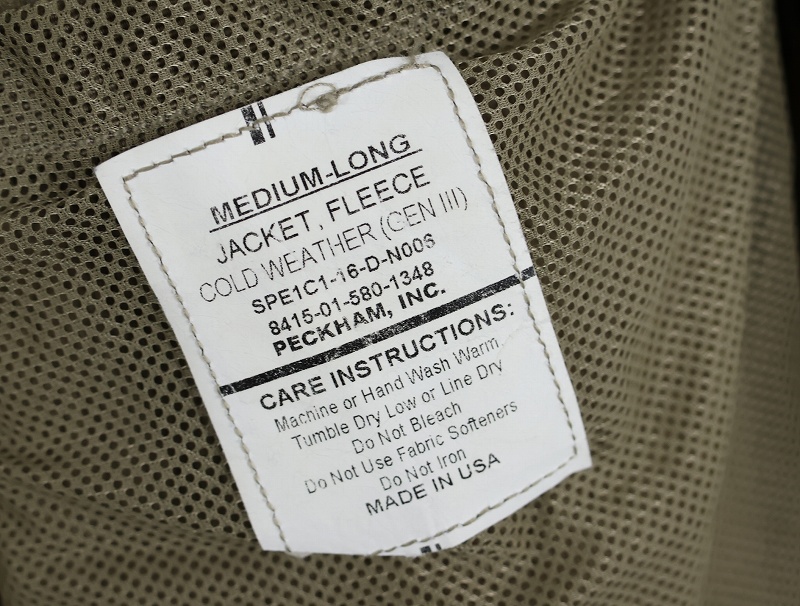 MEDIUM-LONG
JACKET, FLEECE
COLD WEATHER (GEN III)
SPE1C1-16-D-N006
8415-01-580-1348
PECKHAM, INC.
CARE INSTRUCTIONS:
Machine or Hand Wash Warm
Tumble Dry Low or Line Dry
Do Not Bleach
Do Not Use Fabric Softeners
Do Not Iron
MADE IN USA